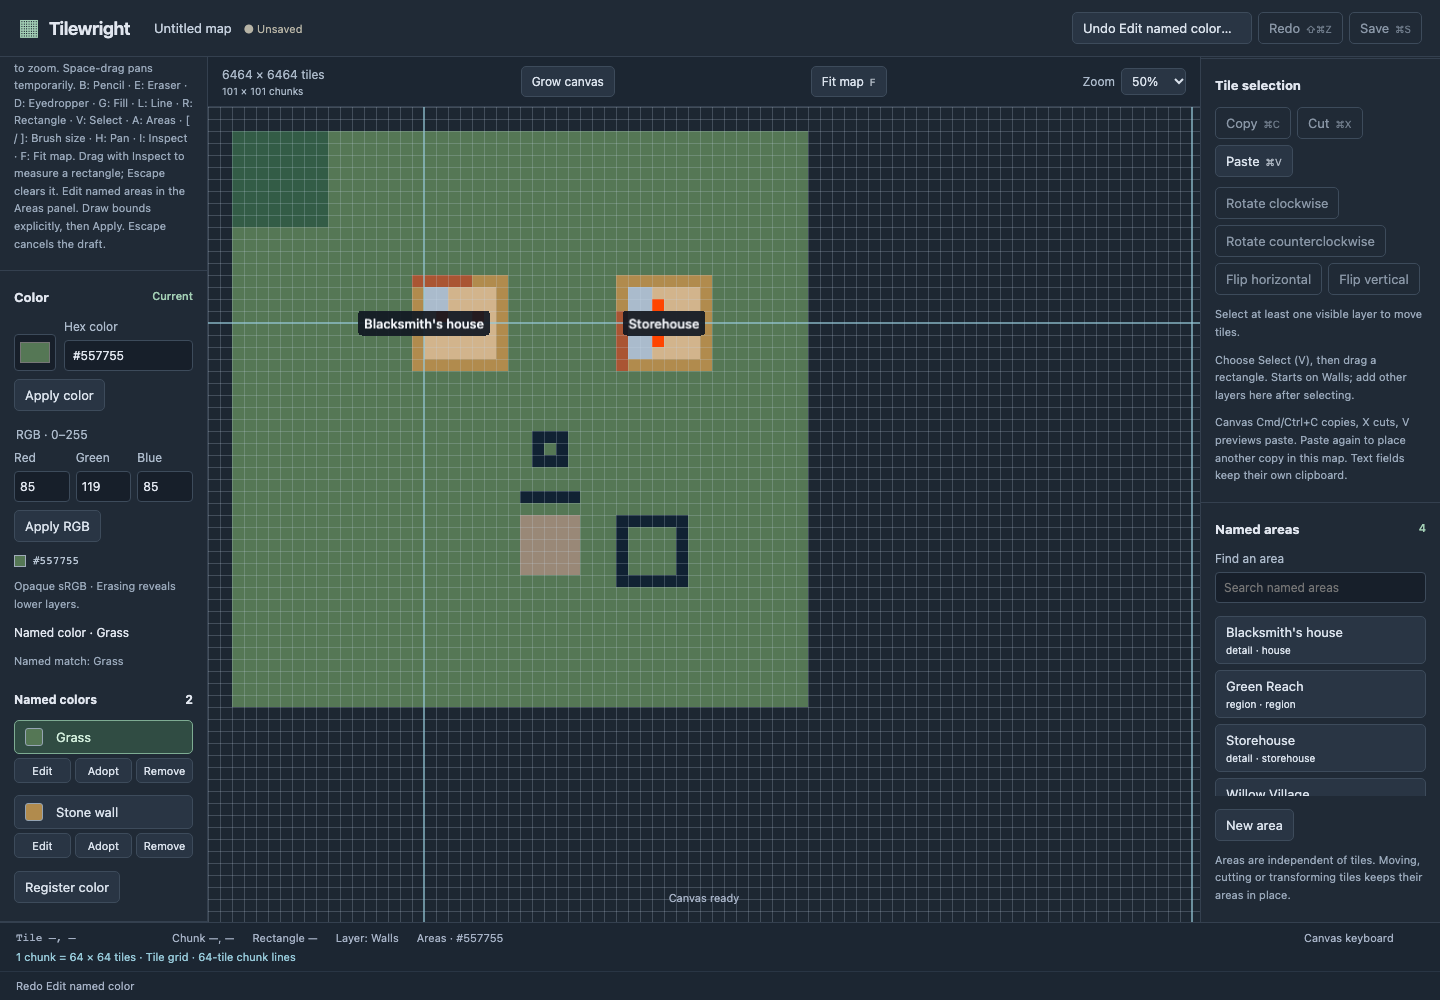 Tilewright
Untitled map
Unsaved
Undo Edit named color...
Redo ⇧⌘Z
Save ⌘S
to zoom. Space-drag pans
temporarily. B: Pencil · E: Eraser ·
D: Eyedropper · G: Fill · L: Line · R:
Rectangle · V: Select · A: Areas · [
/ ]: Brush size · H: Pan · I: Inspect
· F: Fit map. Drag with Inspect to
measure a rectangle; Escape
clears it. Edit named areas in the
Areas panel. Draw bounds
explicitly, then Apply. Escape
cancels the draft.
Color
Current
Hex color
#557755
Apply color
RGB · 0–255
Red Green Blue
85 119 85
Apply RGB
#557755
Opaque sRGB · Erasing reveals
lower layers.
Named color · Grass
Named match: Grass
Named colors 2
Grass
Edit Adopt Remove
Stone wall
Edit Adopt Remove
Register color
6464 × 6464 tiles
101 × 101 chunks
Grow canvas
Fit map F
Zoom 50%
Blacksmith's house
Storehouse
Canvas ready
Tile selection
Copy ⌘C
Cut ⌘X
Paste ⌘V
Rotate clockwise
Rotate counterclockwise
Flip horizontal
Flip vertical
Select at least one visible layer to move
tiles.
Choose Select (V), then drag a
rectangle. Starts on Walls; add other
layers here after selecting.
Canvas Cmd/Ctrl+C copies, X cuts, V
previews paste. Paste again to place
another copy in this map. Text fields
keep their own clipboard.
Named areas 4
Find an area
Search named areas
Blacksmith's house
detail · house
Green Reach
region · region
Storehouse
detail · storehouse
Willow Village
New area
Areas are independent of tiles. Moving,
cutting or transforming tiles keeps their
areas in place.
Tile —, — Chunk —, — Rectangle — Layer: Walls Areas · #557755
Canvas keyboard
1 chunk = 64 × 64 tiles · Tile grid · 64-tile chunk lines
Redo Edit named color